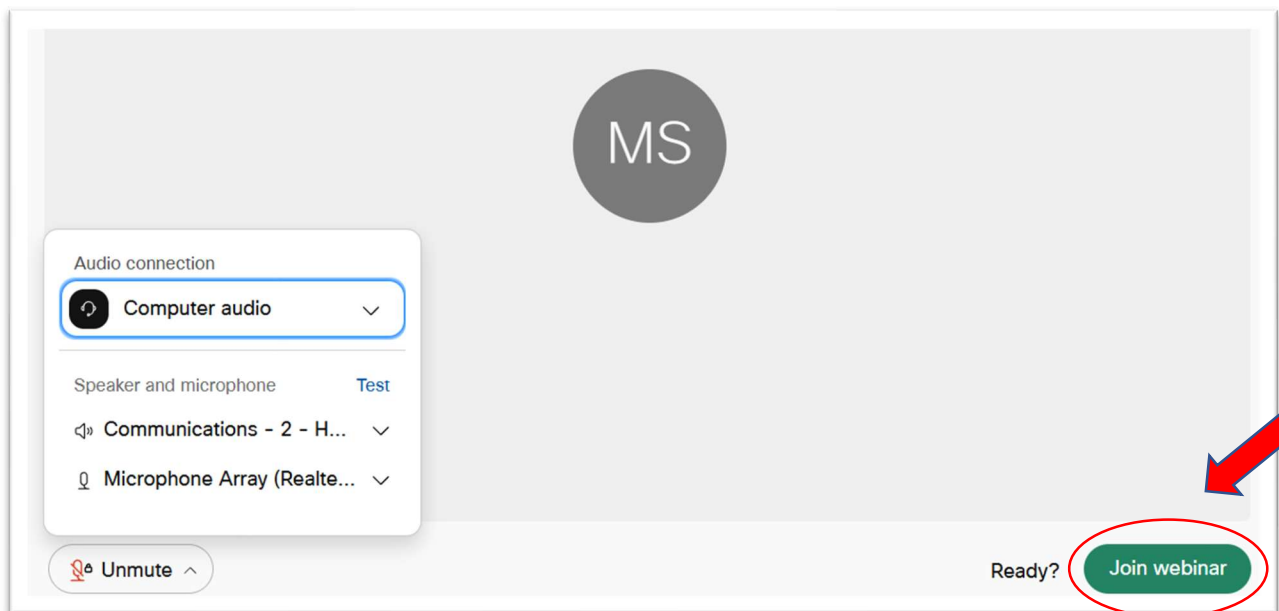 MS
Audio connection
Computer audio
Speaker and microphone Test
Communications - 2 - H...
Microphone Array (Realte...
Unmute
Ready? Join webinar